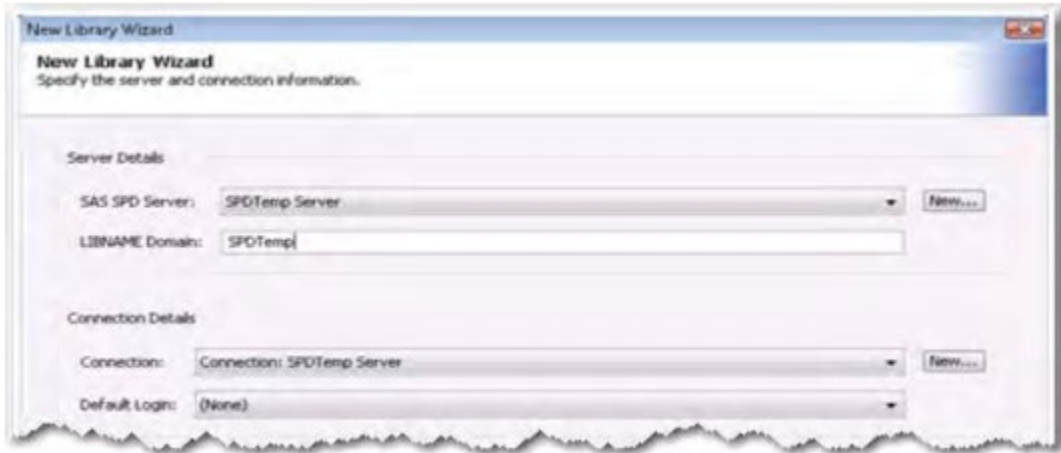 New Library Wizard
New Library Wizard
Specify the server and connection information.
Server Details
SAS SPD Server: SPDTemp Server New...
LIBNAME Domain: SPDTemp
Connection Details
Connection: Connection: SPDTemp Server New...
Default Login: (None)